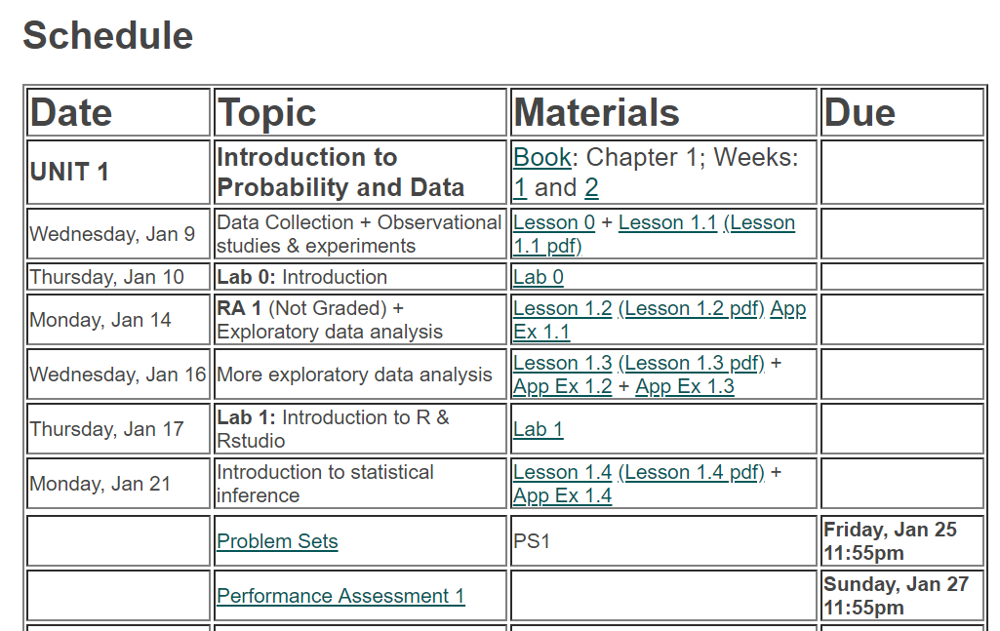 Schedule
Date Topic Materials Due
UNIT 1
Introduction to
Probability and Data
Book: Chapter 1; Weeks:
1 and 2
Wednesday, Jan 9
Data Collection + Observational
studies & experiments
Lesson 0 + Lesson 1.1 (Lesson
1.1 pdf)
Thursday, Jan 10
Lab 0: Introduction
Lab 0
Monday, Jan 14
RA 1 (Not Graded) +
Exploratory data analysis
Lesson 1.2 (Lesson 1.2 pdf) App
Ex 1.1
Wednesday, Jan 16
More exploratory data analysis
Lesson 1.3 (Lesson 1.3 pdf) +
App Ex 1.2 + App Ex 1.3
Thursday, Jan 17
Lab 1: Introduction to R &
Rstudio
Lab 1
Monday, Jan 21
Introduction to statistical
inference
Lesson 1.4 (Lesson 1.4 pdf) +
App Ex 1.4
Problem Sets
PS1
Friday, Jan 25
11:55pm
Performance Assessment 1
Sunday, Jan 27
11:55pm